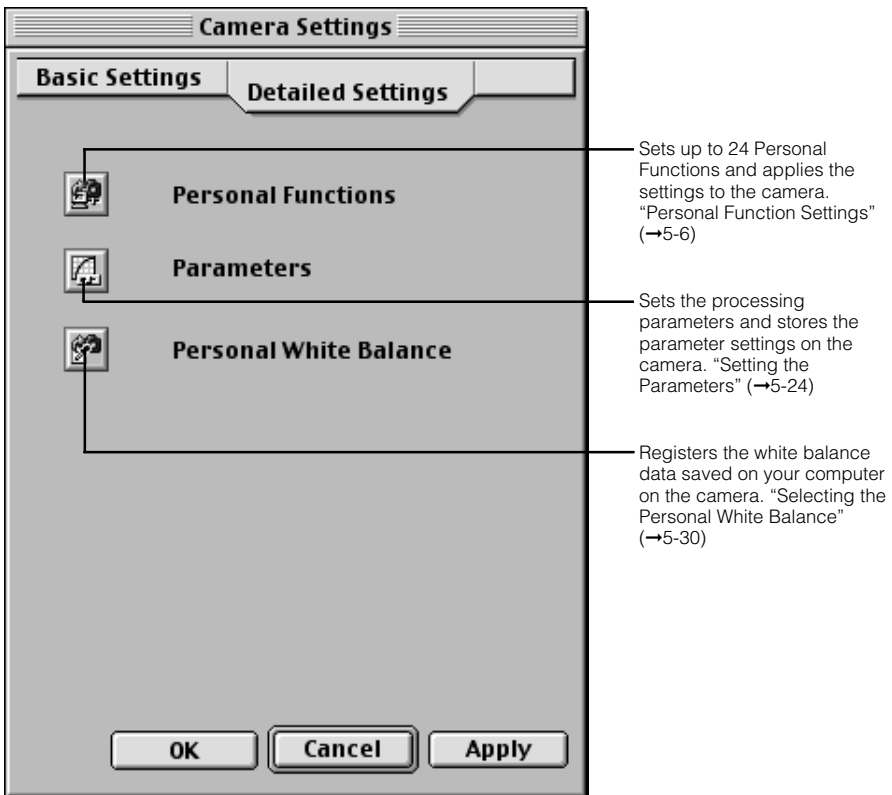 Camera Settings
Basic Settings
Detailed Settings
Personal Functions
Parameters
Personal White Balance
OK
Cancel
Apply
Sets up to 24 Personal
Functions and applies the
settings to the camera.
“Personal Function Settings”
(➞5-6)
Sets the processing
parameters and stores the
parameter settings on the
camera. “Setting the
Parameters” (➞5-24)
Registers the white balance
data saved on your computer
on the camera. “Selecting the
Personal White Balance”
(➞5-30)